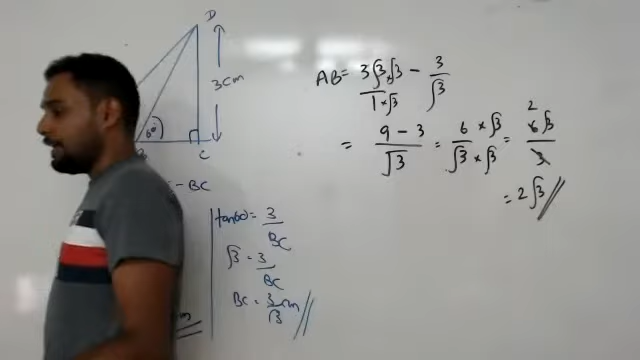 D
3cm
60°
C
- BC
tan60 = 3/BC
√3 = 3/BC
BC = 3/√3 cm
m
AB = 3√3×√3/1×√3 - 3/√3
= 9-3/√3 = 6×√3/√3×√3 = 2 6√3/3
= 2√3